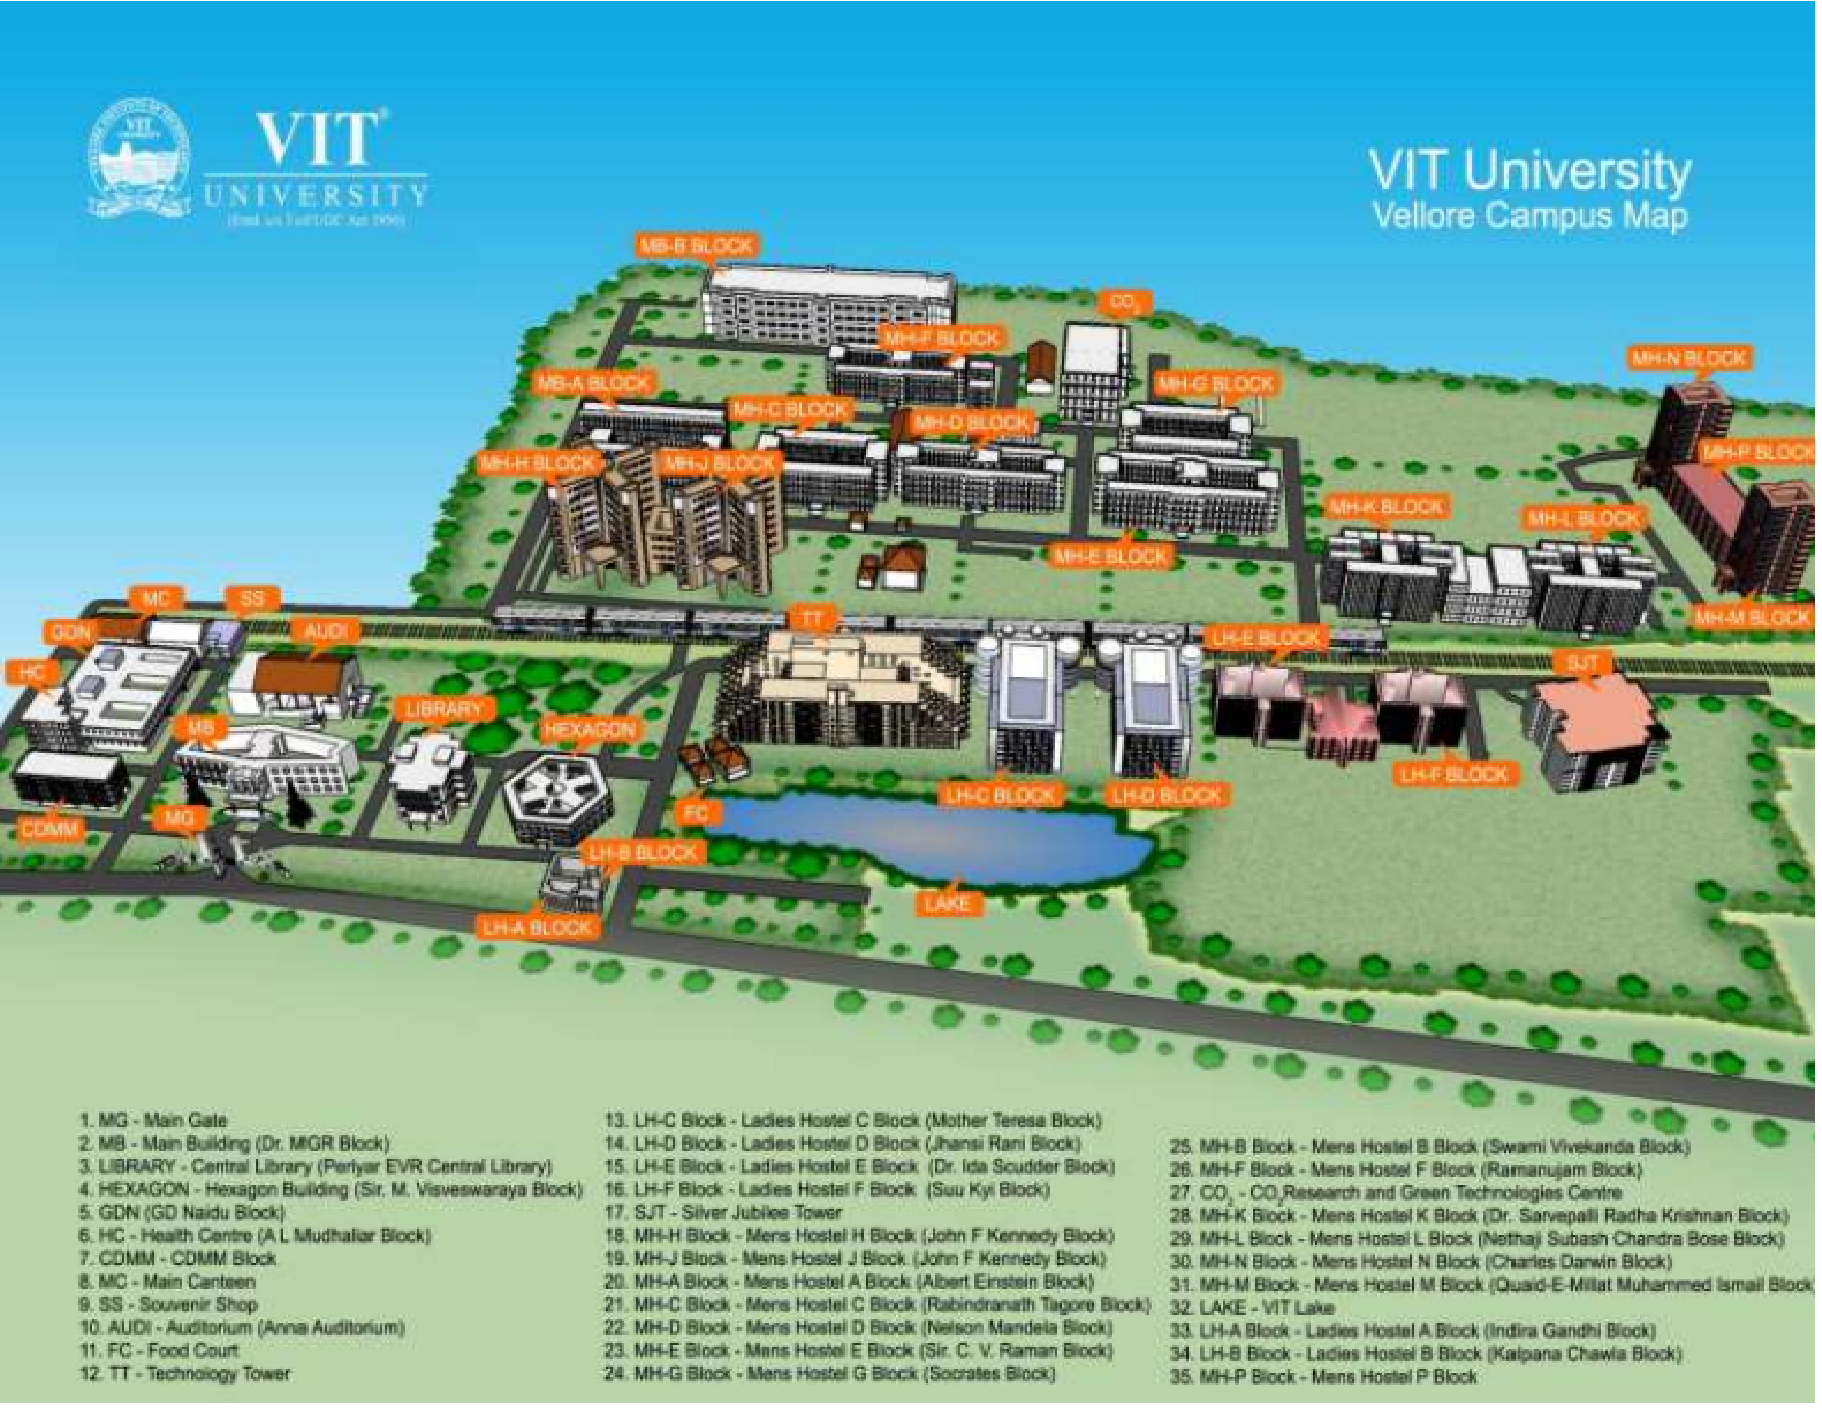 VIT
UNIVERSITY
(Estd. u/s 3 of UGC Act 1956)
VIT University
Vellore Campus Map
MB-B BLOCK
CO2
MH-F BLOCK
MH-N BLOCK
MB-A BLOCK
MH-G BLOCK
MH-C BLOCK
MH-D BLOCK
MH-P BLOCK
MH-H BLOCK
MH-J BLOCK
MH-K BLOCK
MH-L BLOCK
MH-E BLOCK
MC
SS
MH-M BLOCK
GDN
AUDI
TT
LH-E BLOCK
SJT
HC
LIBRARY
MB
HEXAGON
LH-F BLOCK
LH-C BLOCK
LH-D BLOCK
FC
MG
CDMM
LH-B BLOCK
LAKE
LH-A BLOCK
1. MG - Main Gate
2. MB - Main Building (Dr. MGR Block)
3. LIBRARY - Central Library (Periyar EVR Central Library)
4. HEXAGON - Hexagon Building (Sir. M. Visveswaraya Block)
5. GDN (GD Naidu Block)
6. HC - Health Centre (A L Mudhaliar Block)
7. CDMM - CDMM Block
8. MC - Main Canteen
9. SS - Souvenir Shop
10. AUDI - Auditorium (Anna Auditorium)
11. FC - Food Court
12. TT - Technology Tower
13. LH-C Block - Ladies Hostel C Block (Mother Teresa Block)
14. LH-D Block - Ladies Hostel D Block (Jhansi Rani Block)
15. LH-E Block - Ladies Hostel E Block (Dr. Ida Scudder Block)
16. LH-F Block - Ladies Hostel F Block (Suu Kyi Block)
17. SJT - Silver Jubilee Tower
18. MH-H Block - Mens Hostel H Block (John F Kennedy Block)
19. MH-J Block - Mens Hostel J Block (John F Kennedy Block)
20. MH-A Block - Mens Hostel A Block (Albert Einstein Block)
21. MH-C Block - Mens Hostel C Block (Rabindranath Tagore Block)
22. MH-D Block - Mens Hostel D Block (Nelson Mandela Block)
23. MH-E Block - Mens Hostel E Block (Sir. C. V. Raman Block)
24. MH-G Block - Mens Hostel G Block (Socrates Block)
25. MH-B Block - Mens Hostel B Block (Swami Vivekanda Block)
26. MH-F Block - Mens Hostel F Block (Ramanujam Block)
27. CO2 - CO2 Research and Green Technologies Centre
28. MH-K Block - Mens Hostel K Block (Dr. Sarvepalli Radha Krishnan Block)
29. MH-L Block - Mens Hostel L Block (Nethaji Subash Chandra Bose Block)
30. MH-N Block - Mens Hostel N Block (Charles Darwin Block)
31. MH-M Block - Mens Hostel M Block (Quaid-E-Millat Muhammed Ismail Block
32. LAKE - VIT Lake
33. LH-A Block - Ladies Hostel A Block (Indira Gandhi Block)
34. LH-B Block - Ladies Hostel B Block (Kalpana Chawla Block)
35. MH-P Block - Mens Hostel P Block